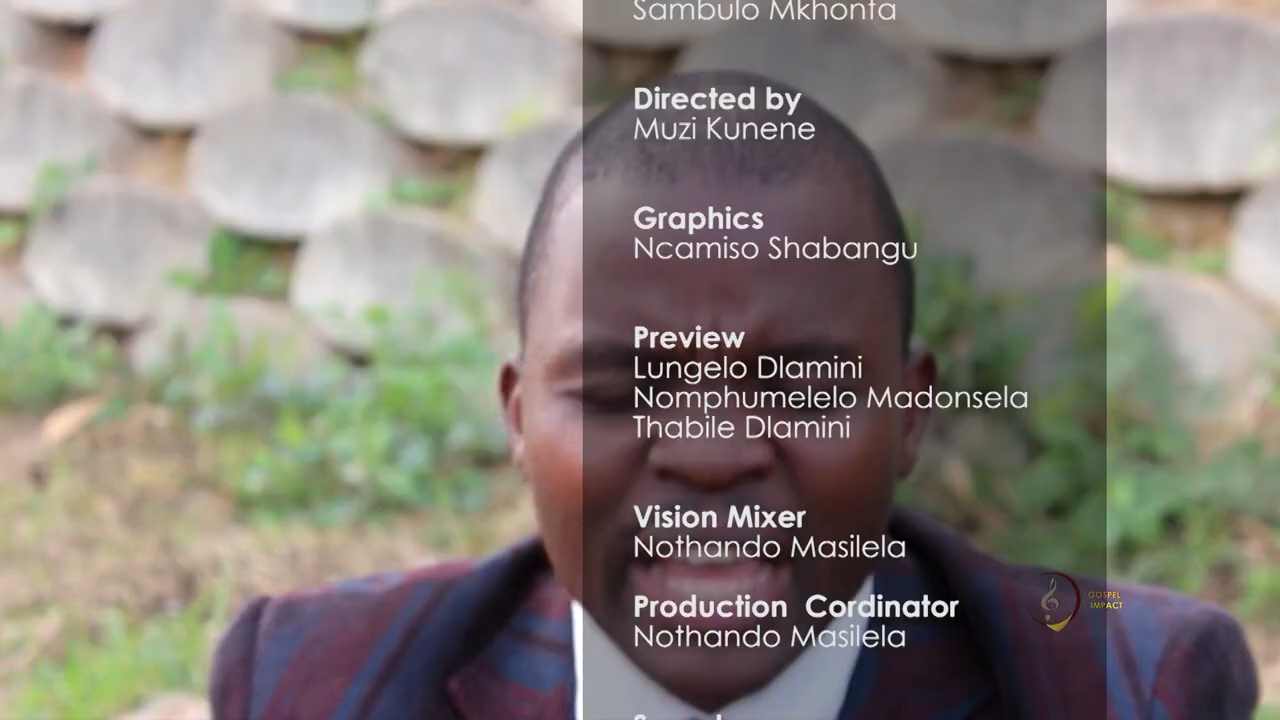 Sambulo Mkhonta
Directed by
Muzi Kunene
Graphics
Ncamiso Shabangu
Preview
Lungelo Dlamini
Nomphumelelo Madonsela
Thabile Dlamini
Vision Mixer
Nothando Masilela
Production Cordinator
Nothando Masilela
GOSPEL
IMPACT